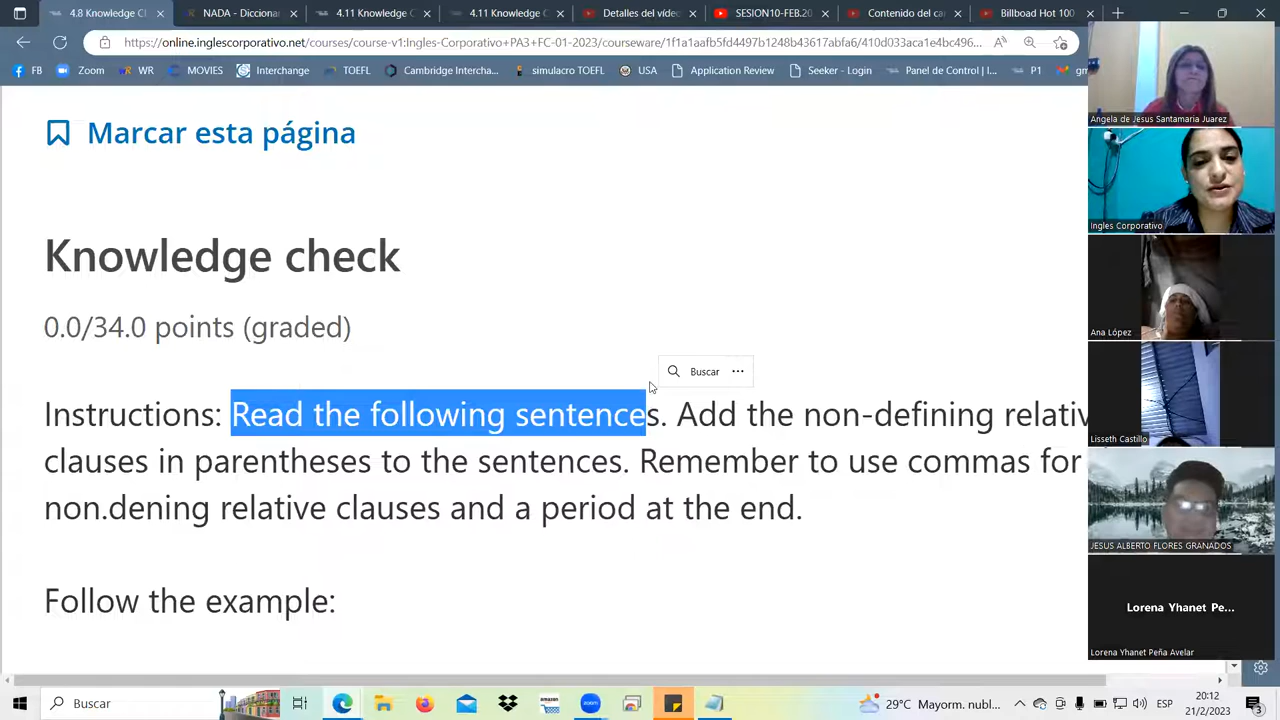 4.8 Knowledge C
NADA - Diccionar
4.11 Knowledge C
4.11 Knowledge C
Detalles del víde
SESION10-FEB.20
Contenido del ca
Billboad Hot 100
https://online.inglescorporativo.net/courses/course-v1:Ingles-Corporativo+PA3+FC-01-2023/courseware/1f1a1aafb5fd4497b1248b43617abfa6/410d033aca1e4bc496...
FB
Zoom
WR
MOVIES
Interchange
TOEFL
Cambridge Intercha...
simulacro TOEFL
USA
Application Review
Seeker - Login
Panel de Control | I...
P1
gm
Marcar esta página
Knowledge check
0.0/34.0 points (graded)
Buscar
Instructions: Read the following sentences. Add the non-defining relativ
clauses in parentheses to the sentences. Remember to use commas for
non.dening relative clauses and a period at the end.
Follow the example:
Angela de Jesus Santamaria Juarez
Ingles Corporativo
Ana López
Lisseth Castillo
JESUS ALBERTO FLORES GRANADOS
Lorena Yhanet Pe...
Lorena Yhanet Peña Avelar
Buscar
29°C Mayorm. nubl...
ESP
20:12
21/2/2023
3